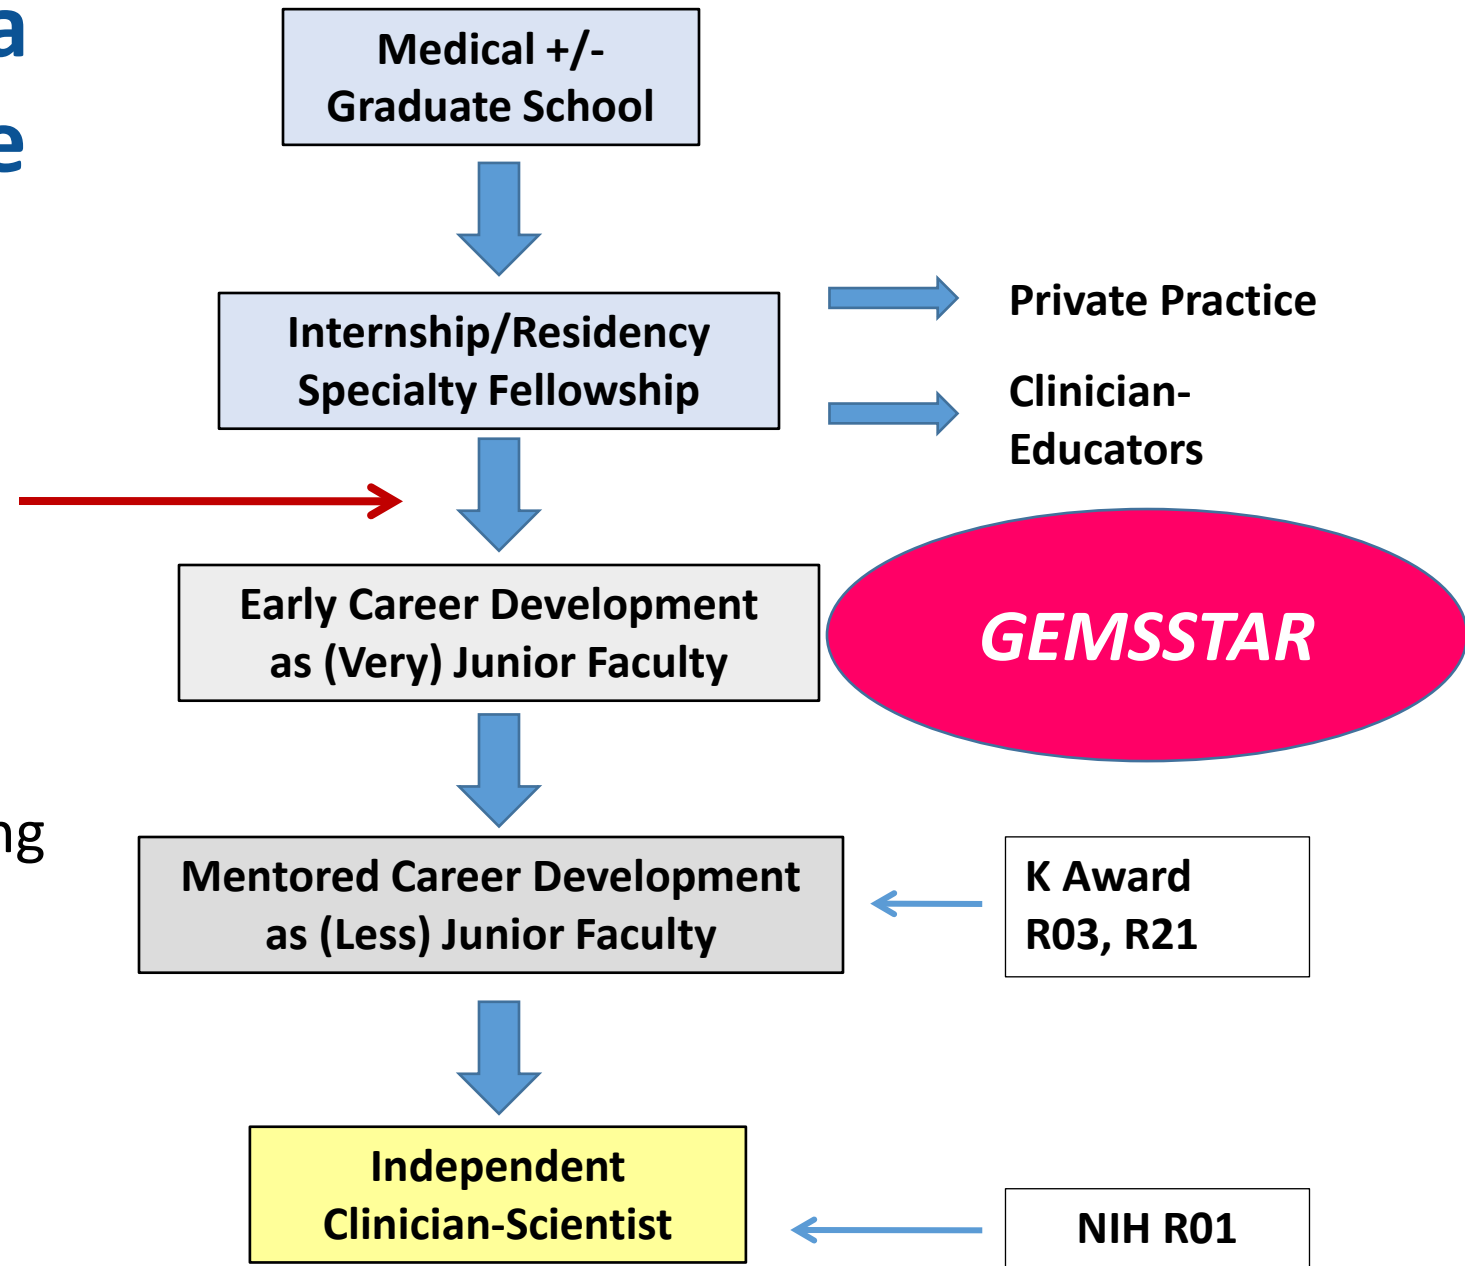 a
e
Medical +/-
Graduate School
Internship/Residency
Specialty Fellowship
Private Practice
Clinician-
Educators
Early Career Development
as (Very) Junior Faculty
GEMSSTAR
ng
Mentored Career Development
as (Less) Junior Faculty
K Award
R03, R21
Independent
Clinician-Scientist
NIH R01